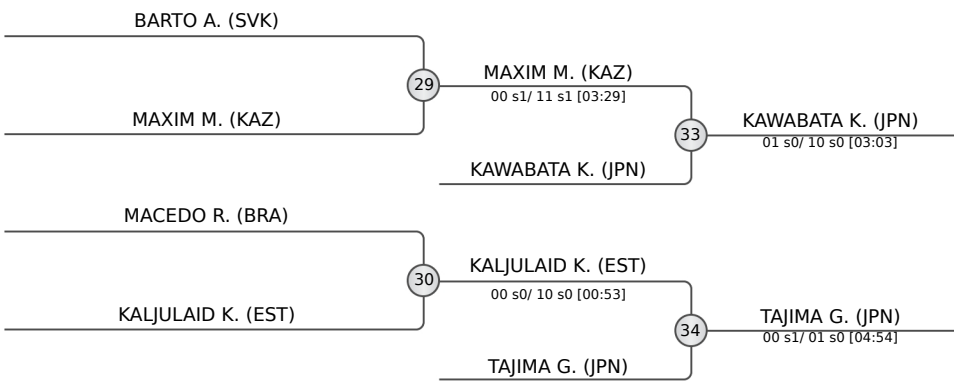 BARTO A. (SVK)
29
MAXIM M. (KAZ)
MAXIM M. (KAZ)
00 s1/ 11 s1 [03:29]
33
KAWABATA K. (JPN)
KAWABATA K. (JPN)
01 s0/ 10 s0 [03:03]
MACEDO R. (BRA)
30
KALJULAID K. (EST)
KALJULAID K. (EST)
00 s0/ 10 s0 [00:53]
34
TAJIMA G. (JPN)
TAJIMA G. (JPN)
00 s1/ 01 s0 [04:54]